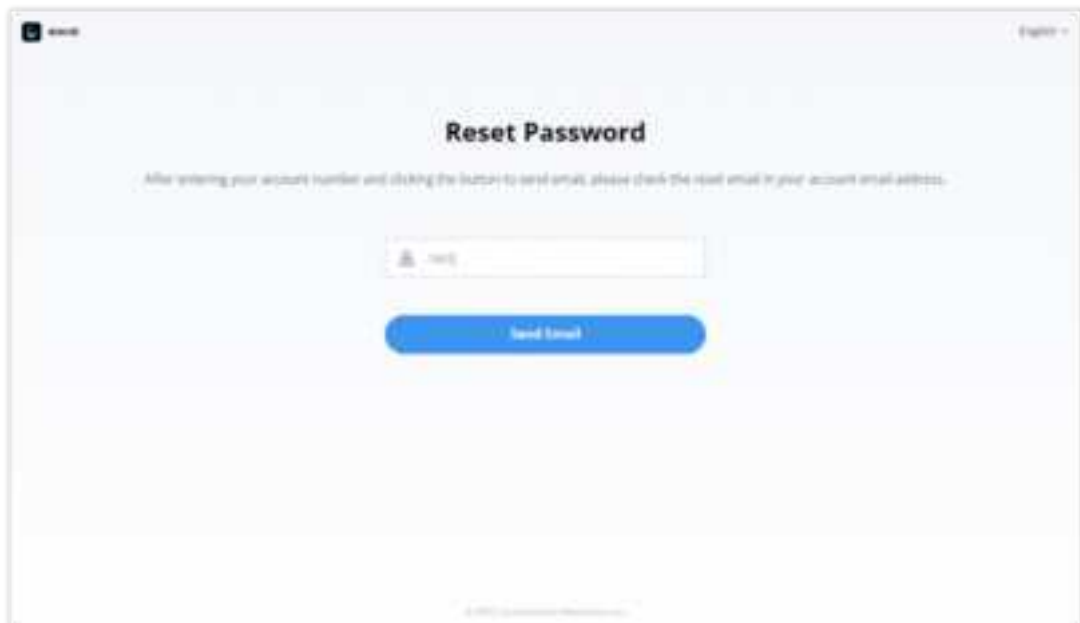 English
Reset Password
After entering your account number and clicking the button to send email, please check the reset email in your account email address.
Send Email